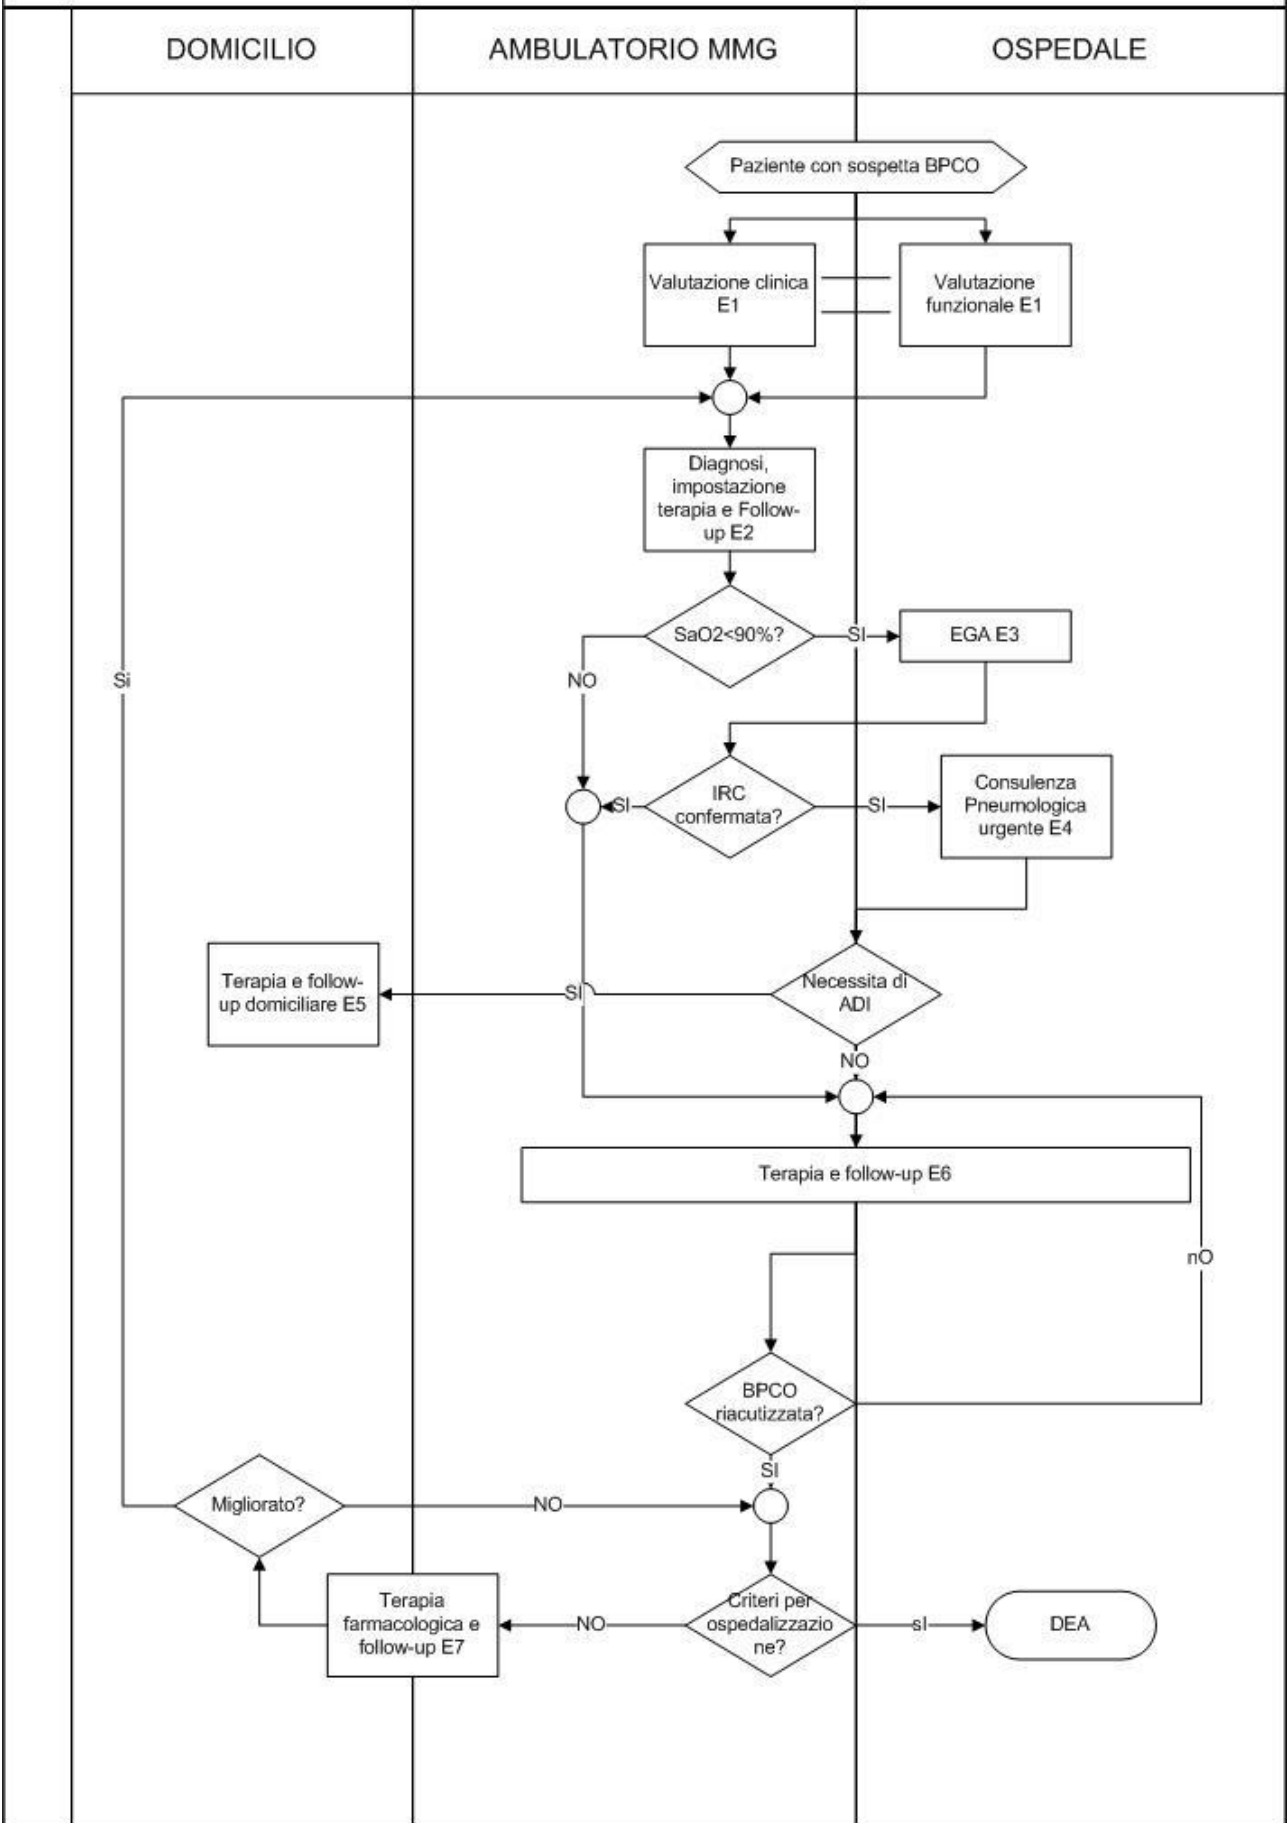 DOMICILIO
AMBULATORIO MMG
OSPEDALE
Paziente con sospetta BPCO
Valutazione clinica
E1
Valutazione
funzionale E1
Diagnosi,
impostazione
terapia e Follow-
up E2
SaO2<90%?
SI
EGA E3
Si
NO
IRC
confermata?
SI
SI
Consulenza
Pneumologica
urgente E4
Necessita di
ADI
SI
Terapia e follow-
up domiciliare E5
NO
Terapia e follow-up E6
nO
BPCO
riacutizzata?
SI
Migliorato?
NO
Criteri per
ospedalizzazio
ne?
NO
Terapia
farmacologica e
follow-up E7
sI
DEA